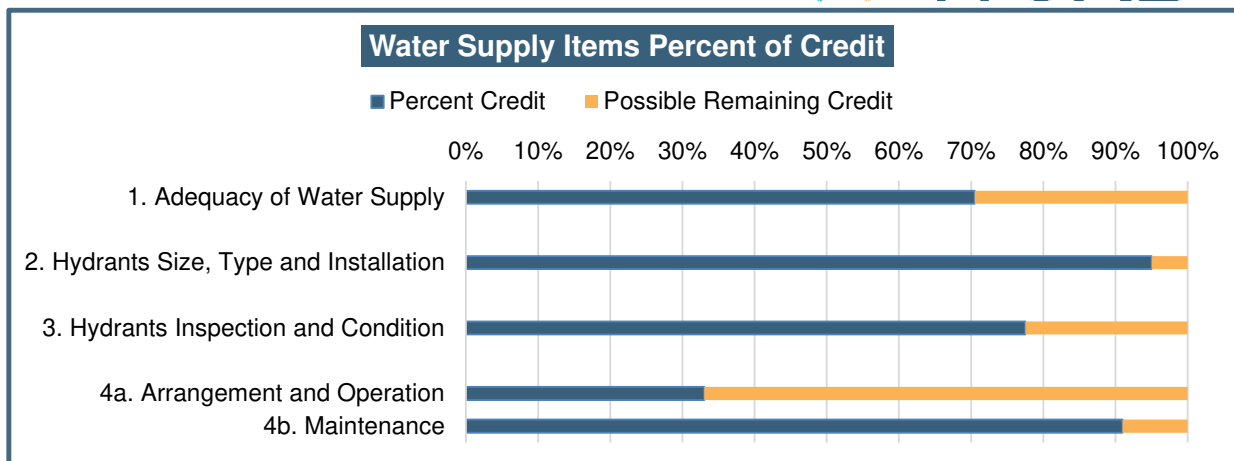 Water Supply Items Percent of Credit
Percent Credit Possible Remaining Credit
0% 10% 20% 30% 40% 50% 60% 70% 80% 90% 100%
1. Adequacy of Water Supply
2. Hydrants Size, Type and Installation
3. Hydrants Inspection and Condition
4a. Arrangement and Operation
4b. Maintenance